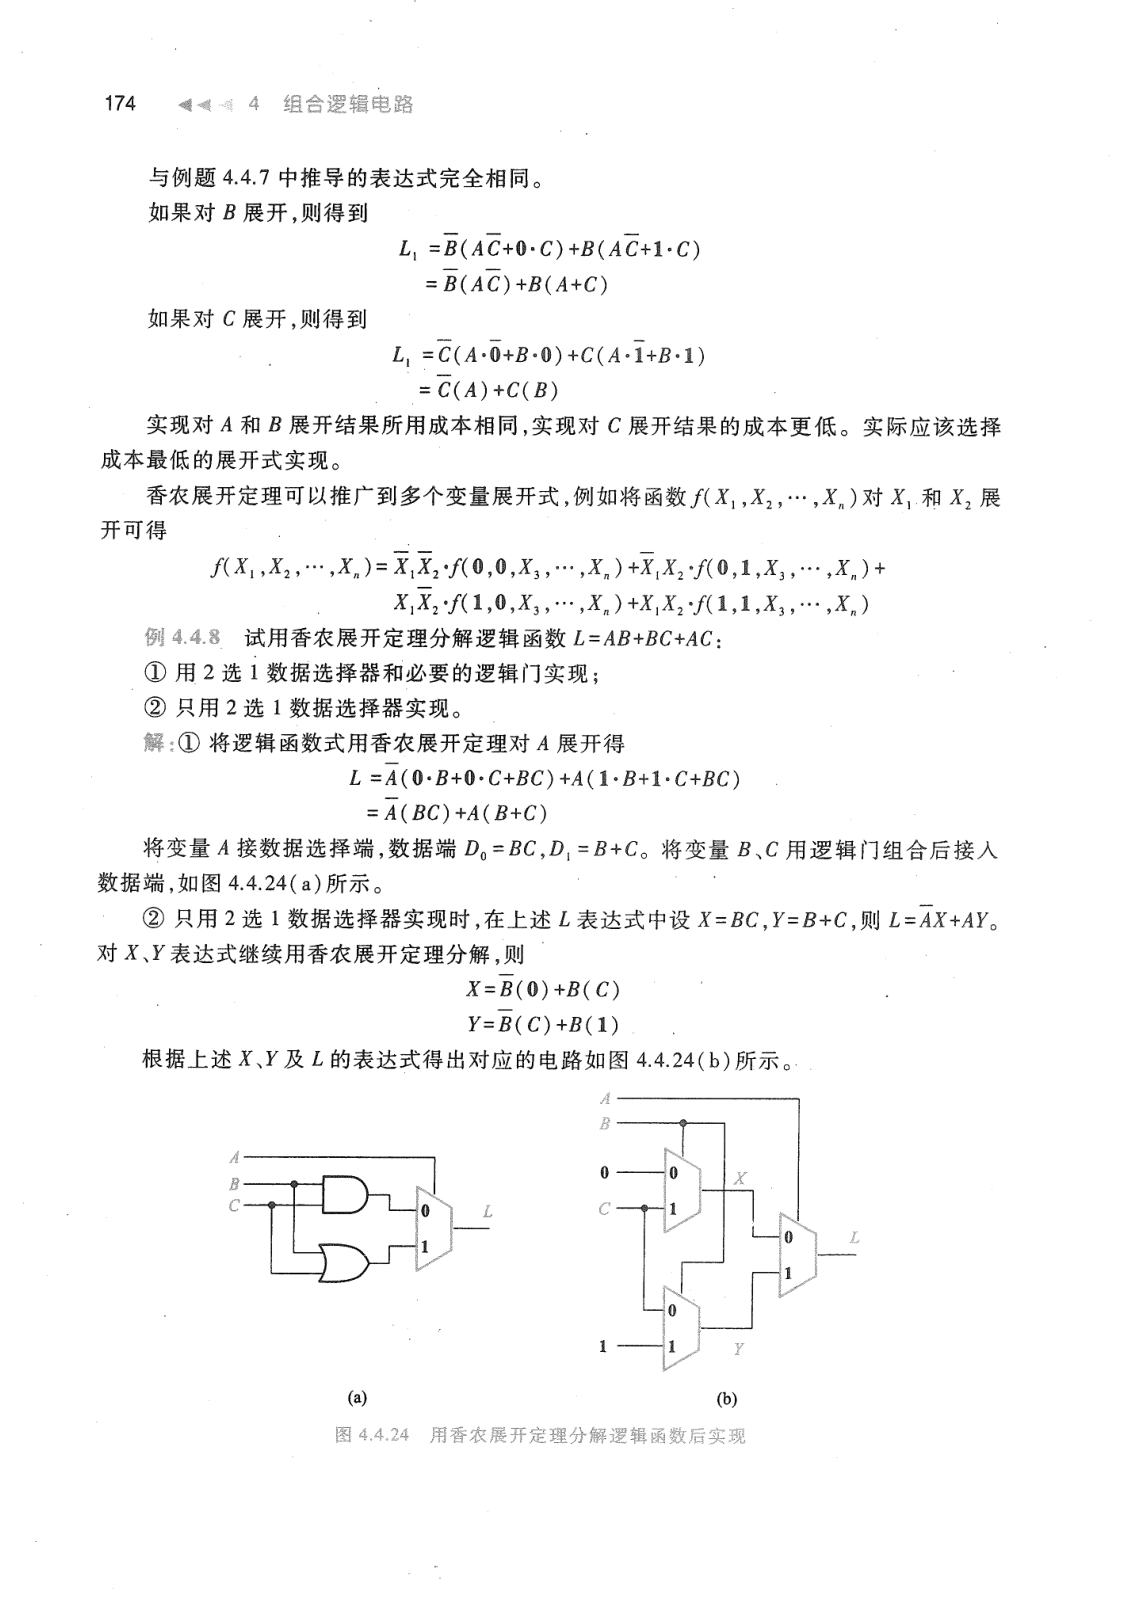 174 4 组合逻辑电路
与例题 4.4.7 中推导的表达式完全相同。
如果对 B 展开,则得到
L₁ =B̅(AC̅+0·C)+B(AC̅+1·C)
=B̅(AC̅)+B(A+C)
如果对 C 展开,则得到
L₁ =C̅(A·0̅+B·0)+C(A·1̅+B·1)
=C̅(A)+C(B)
实现对 A 和 B 展开结果所用成本相同,实现对 C 展开结果的成本更低。实际应该选择
成本最低的展开式实现。
香农展开定理可以推广到多个变量展开式,例如将函数 f(X₁,X₂,…,Xₙ)对 X₁ 和 X₂ 展
开可得
f(X₁,X₂,…,Xₙ)=X̅₁X̅₂·f(0,0,X₃,…,Xₙ)+X̅₁X₂·f(0,1,X₃,…,Xₙ)+
X₁X̅₂·f(1,0,X₃,…,Xₙ)+X₁X₂·f(1,1,X₃,…,Xₙ)
例 4.4.8 试用香农展开定理分解逻辑函数 L=AB+BC+AC:
① 用 2 选 1 数据选择器和必要的逻辑门实现;
② 只用 2 选 1 数据选择器实现。
解:① 将逻辑函数式用香农展开定理对 A 展开得
L =A̅(0·B+0·C+BC)+A(1·B+1·C+BC)
=A̅(BC)+A(B+C)
将变量 A 接数据选择端,数据端 D₀=BC,D₁=B+C。将变量 B、C 用逻辑门组合后接入
数据端,如图 4.4.24(a)所示。
② 只用 2 选 1 数据选择器实现时,在上述 L 表达式中设 X=BC,Y=B+C,则 L=A̅X+AY。
对 X、Y 表达式继续用香农展开定理分解,则
X=B̅(0)+B(C)
Y=B̅(C)+B(1)
根据上述 X、Y 及 L 的表达式得出对应的电路如图 4.4.24(b)所示。
A
B
C
0
1
L
(a)
A
B
0
C
0
1
X
0
1
L
0
1
1
Y
(b)
图 4.4.24 用香农展开定理分解逻辑函数后实现